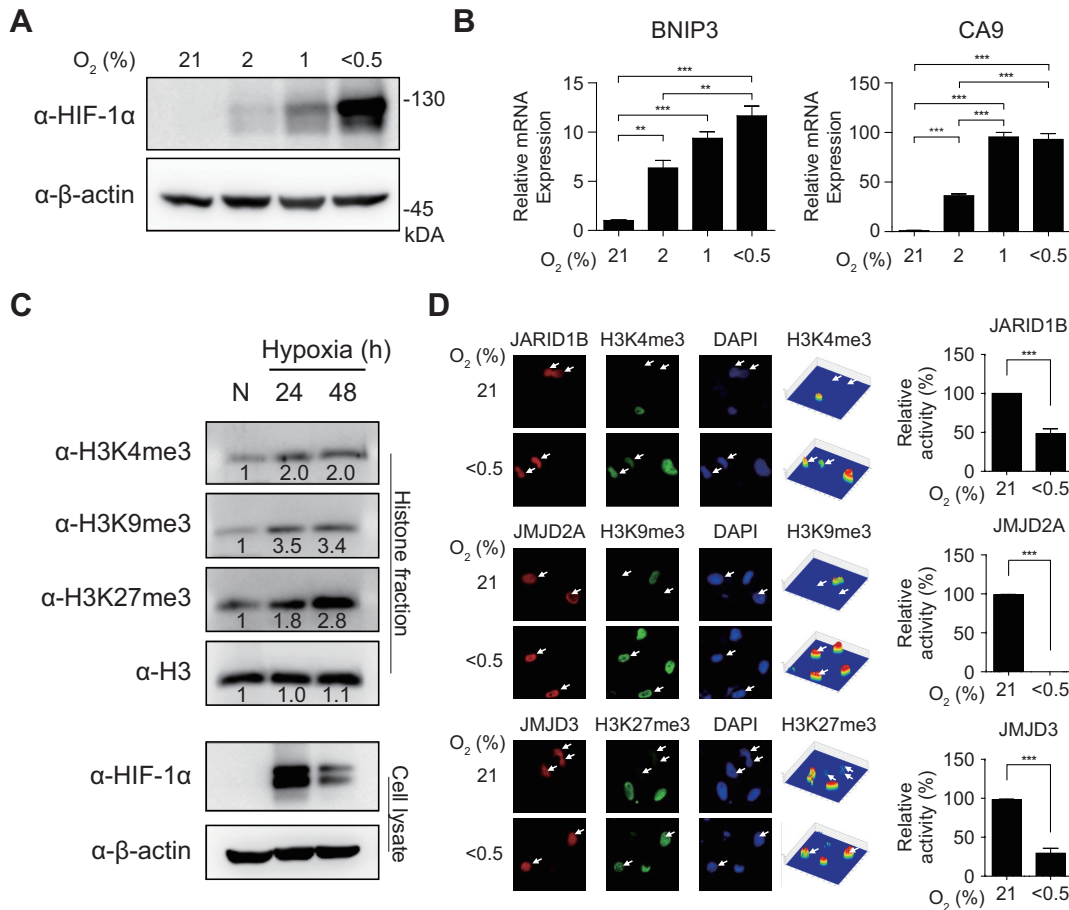 A
O2 (%) 21 2 1 <0.5
α-HIF-1α
-130
α-β-actin
-45
kDA
B
BNIP3
Relative mRNA
Expression
15
10
5
0
***
**
***
**
O2 (%) 21 2 1 <0.5
CA9
Relative mRNA
Expression
150
100
50
0
***
***
***
***
***
O2 (%) 21 2 1 <0.5
C
Hypoxia (h)
N 24 48
α-H3K4me3
1 2.0 2.0
α-H3K9me3
1 3.5 3.4
α-H3K27me3
1 1.8 2.8
α-H3
1 1.0 1.1
Histone fraction
α-HIF-1α
α-β-actin
Cell lysate
D
O2 (%) JARID1B H3K4me3 DAPI H3K4me3
21
<0.5
JARID1B
Relative
activity (%)
150
100
50
0
***
O2 (%) 21 <0.5
O2 (%) JMJD2A H3K9me3 DAPI H3K9me3
21
<0.5
JMJD2A
Relative
activity (%)
150
100
50
0
***
O2 (%) 21 <0.5
O2 (%) JMJD3 H3K27me3 DAPI H3K27me3
21
<0.5
JMJD3
Relative
activity (%)
150
100
50
0
***
O2 (%) 21 <0.5